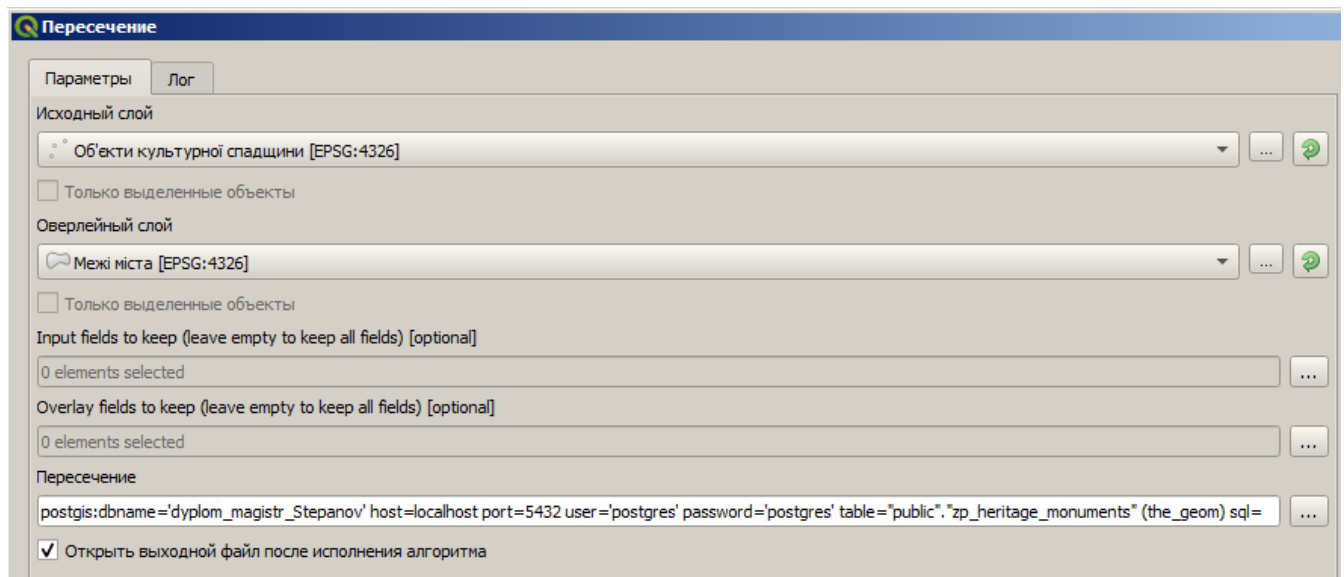 Пересечение
Параметры Лог
Исходный слой
Об'єкти культурної спадщини [EPSG:4326]
...
Только выделенные объекты
Оверлейный слой
Межі міста [EPSG:4326]
...
Только выделенные объекты
Input fields to keep (leave empty to keep all fields) [optional]
0 elements selected
...
Overlay fields to keep (leave empty to keep all fields) [optional]
0 elements selected
...
Пересечение
postgis:dbname='dyplom_magistr_Stepanov' host=localhost port=5432 user='postgres' password='postgres' table="public"."zp_heritage_monuments" (the_geom) sql=
...
Открыть выходной файл после исполнения алгоритма